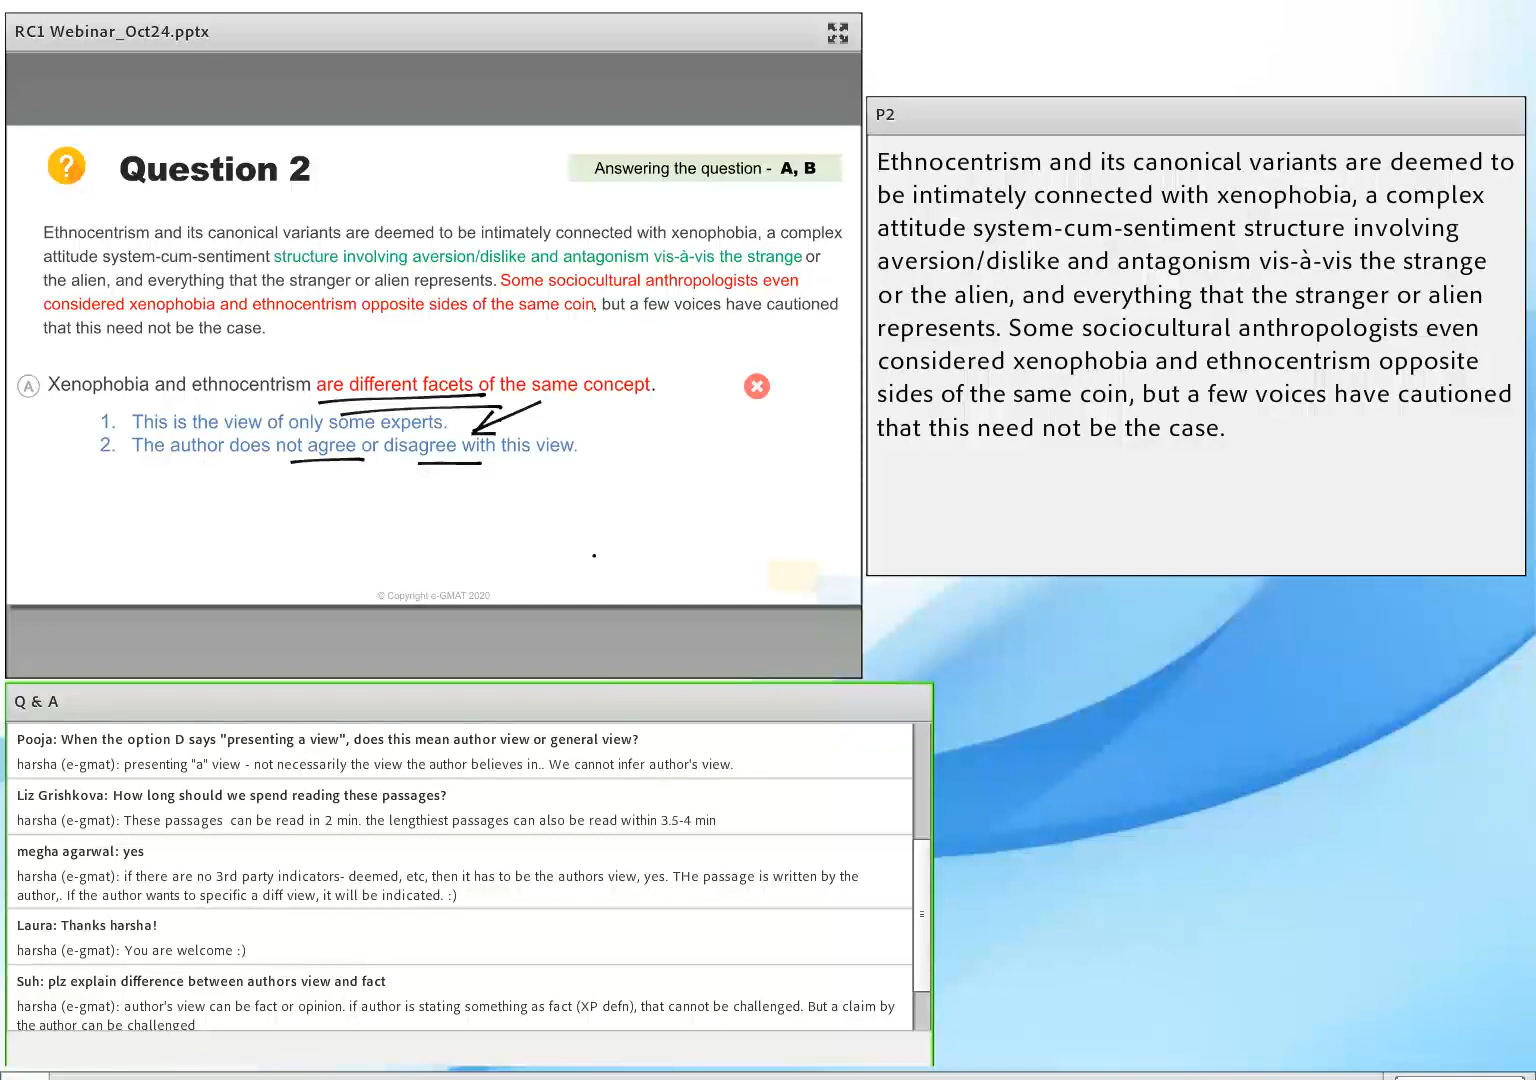 RC1 Webinar_Oct24.pptx
?
Question 2
Answering the question - A, B
Ethnocentrism and its canonical variants are deemed to be intimately connected with xenophobia, a complex
attitude system-cum-sentiment structure involving aversion/dislike and antagonism vis-à-vis the strange or
the alien, and everything that the stranger or alien represents. Some sociocultural anthropologists even
considered xenophobia and ethnocentrism opposite sides of the same coin, but a few voices have cautioned
that this need not be the case.
A Xenophobia and ethnocentrism are different facets of the same concept.
1. This is the view of only some experts.
2. The author does not agree or disagree with this view.
© Copyright e-GMAT 2020
P2
Ethnocentrism and its canonical variants are deemed to
be intimately connected with xenophobia, a complex
attitude system-cum-sentiment structure involving
aversion/dislike and antagonism vis-à-vis the strange
or the alien, and everything that the stranger or alien
represents. Some sociocultural anthropologists even
considered xenophobia and ethnocentrism opposite
sides of the same coin, but a few voices have cautioned
that this need not be the case.
Q & A
Pooja: When the option D says "presenting a view", does this mean author view or general view?
harsha (e-gmat): presenting "a" view - not necessarily the view the author believes in.. We cannot infer author's view.
Liz Grishkova: How long should we spend reading these passages?
harsha (e-gmat): These passages can be read in 2 min. the lengthiest passages can also be read within 3.5-4 min
megha agarwal: yes
harsha (e-gmat): if there are no 3rd party indicators- deemed, etc, then it has to be the authors view, yes. THe passage is written by the
author,. If the author wants to specific a diff view, it will be indicated. :)
Laura: Thanks harsha!
harsha (e-gmat): You are welcome :)
Suh: plz explain difference between authors view and fact
harsha (e-gmat): author's view can be fact or opinion. if author is stating something as fact (XP defn), that cannot be challenged. But a claim by
the author can be challenged